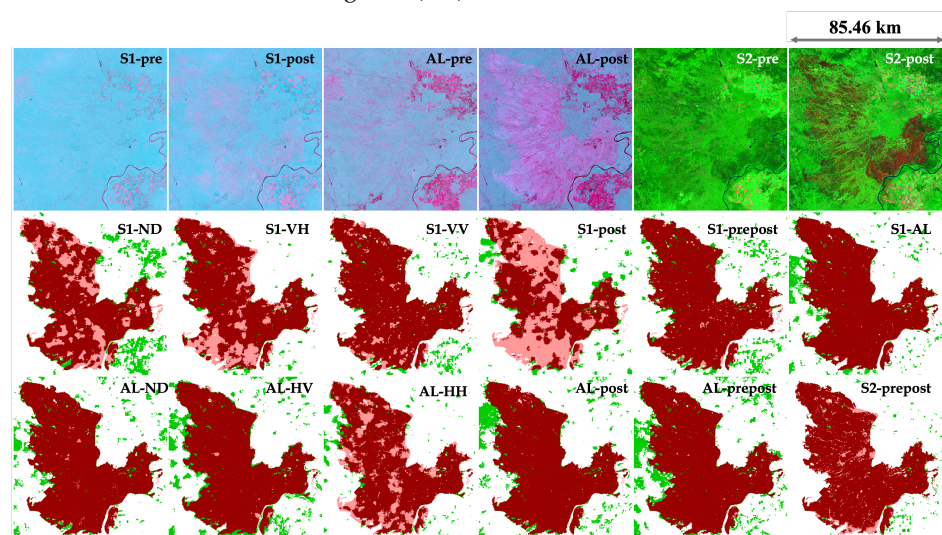 85.46 km
S1-pre
S1-post
AL-pre
AL-post
S2-pre
S2-post
S1-ND
S1-VH
S1-VV
S1-post
S1-prepost
S1-AL
AL-ND
AL-HV
AL-HH
AL-post
AL-prepost
S2-prepost